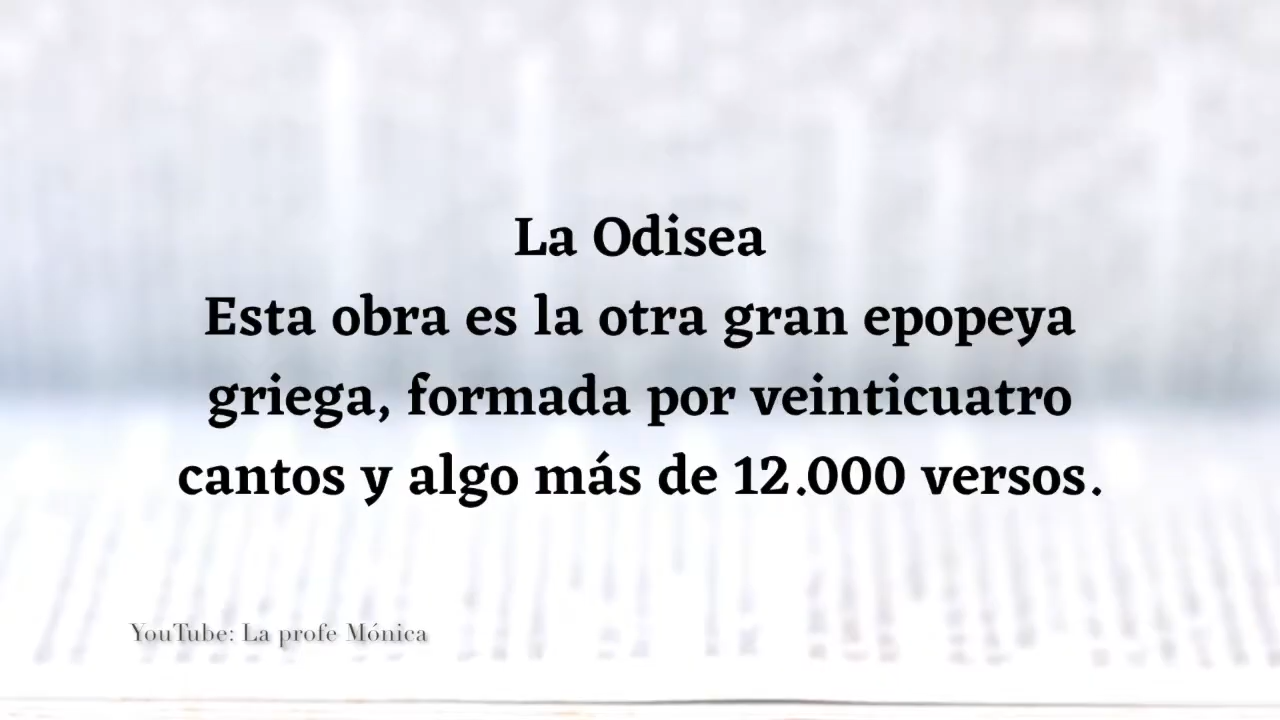 La Odisea
Esta obra es la otra gran epopeya
griega, formada por veinticuatro
cantos y algo más de 12.000 versos.
YouTube: La profe Mónica